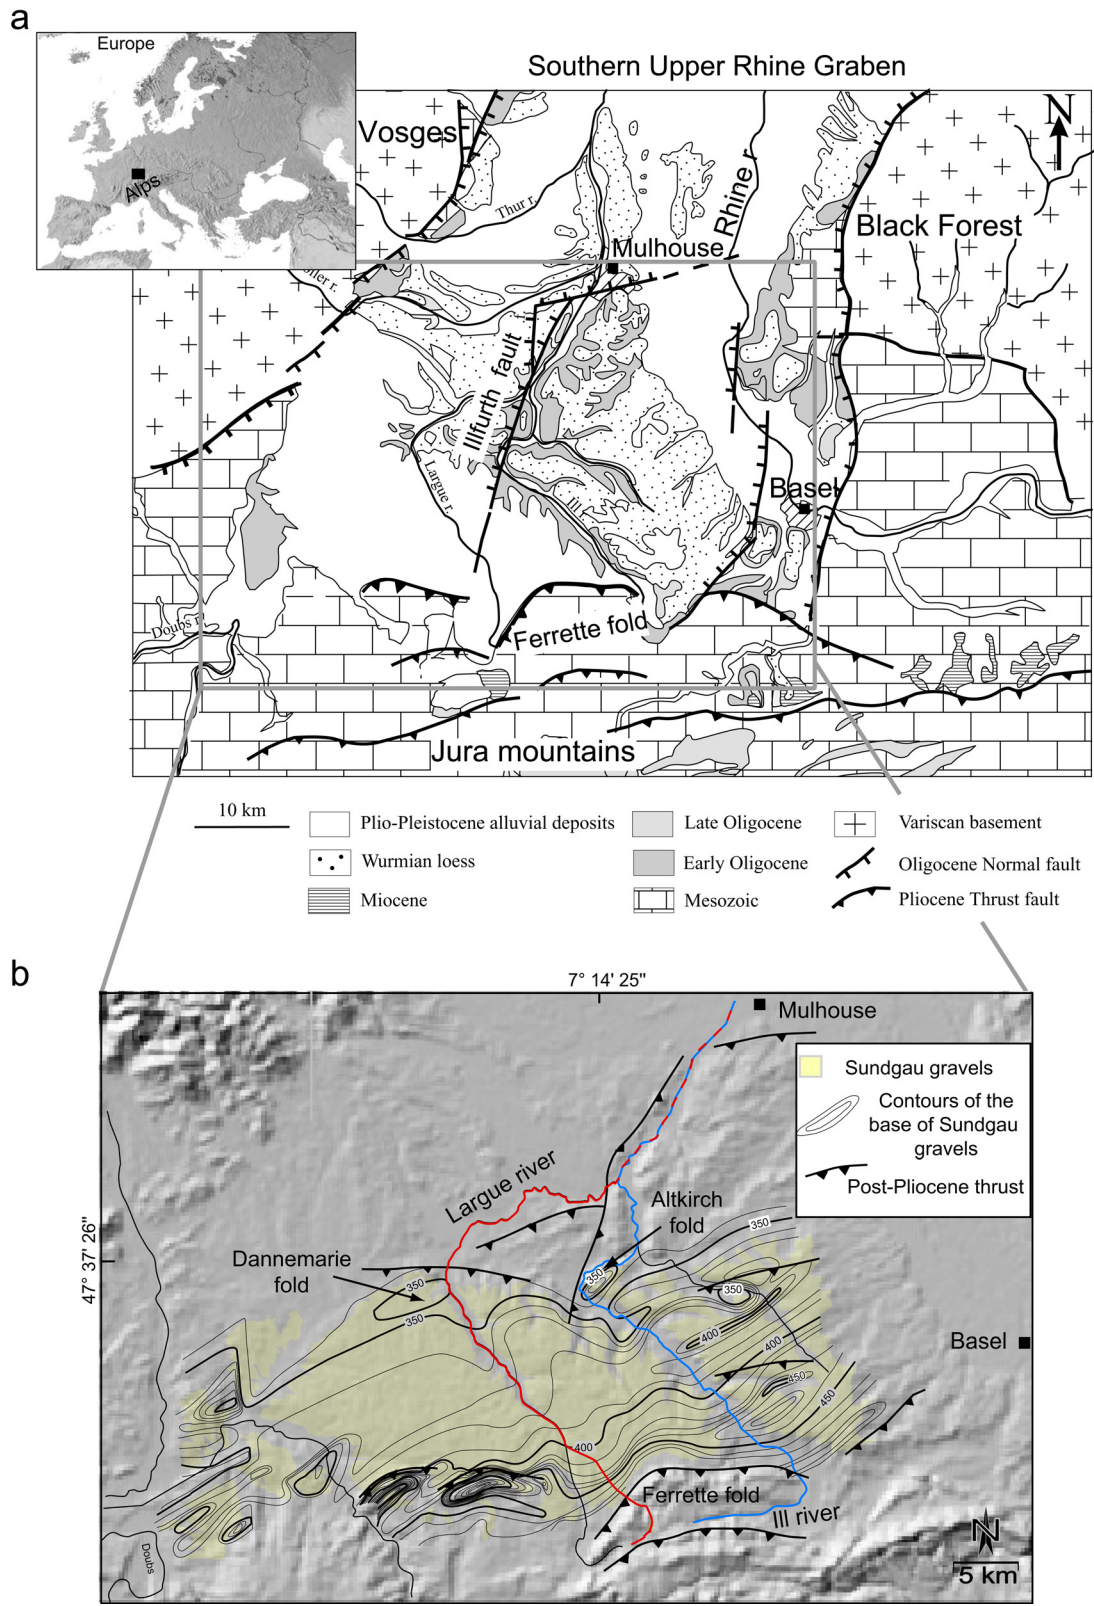 a
Europe
Alps
Southern Upper Rhine Graben
N
Vosges
Thur r.
Rhine r.
Mulhouse
Black Forest
oller r.
Illfurth fault
Largue r.
Ill r.
Basel
Doubs r.
Ferrette fold
Jura mountains
10 km
Plio-Pleistocene alluvial deposits
Late Oligocene
Variscan basement
Wurmian loess
Early Oligocene
Oligocene Normal fault
Miocene
Mesozoic
Pliocene Thrust fault
b
7° 14' 25"
Mulhouse
Sundgau gravels
Contours of the
base of Sundgau
gravels
Post-Pliocene thrust
Largue river
Altkirch
fold
350
47° 37' 26"
Dannemarie
fold
350
350
350
350
400
400
Basel
450
450
400
Ferrette fold
Ill river
Doubs
N
5 km